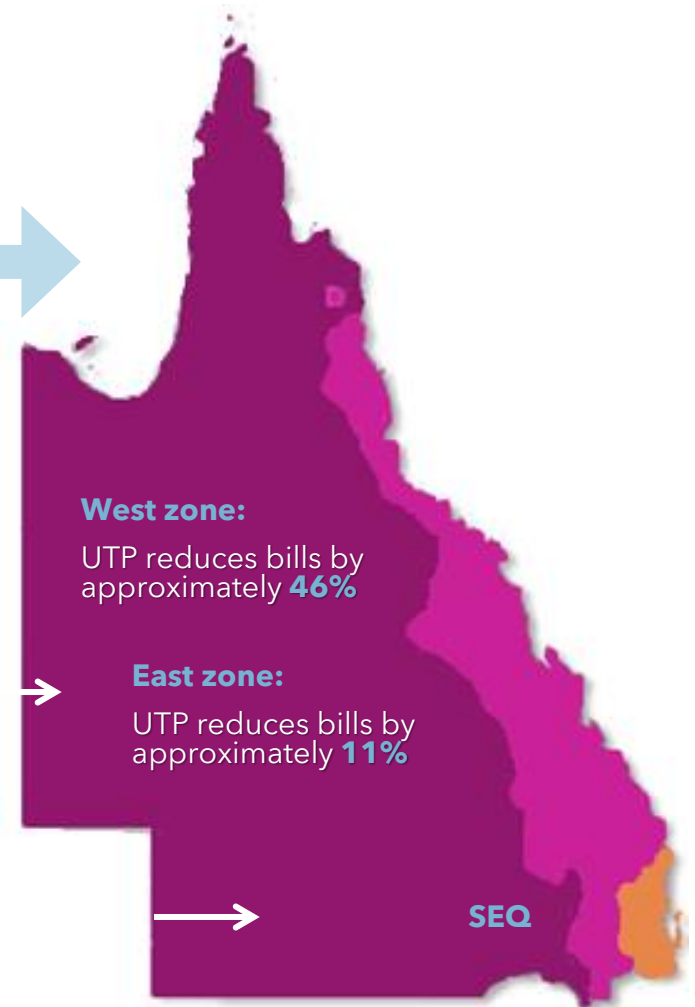 West zone:
UTP reduces bills by
approximately 46%
East zone:
UTP reduces bills by
approximately 11%
SEQ